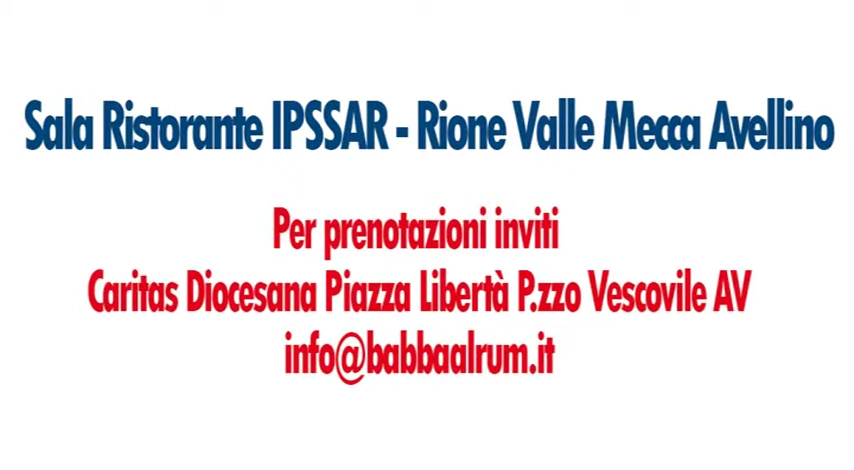 Sala Ristorante IPSSAR - Rione Valle Mecca Avellino
Per prenotazioni inviti
Caritas Diocesana Piazza Libertà P.zzo Vescovile AV
info@babbaalrum.it